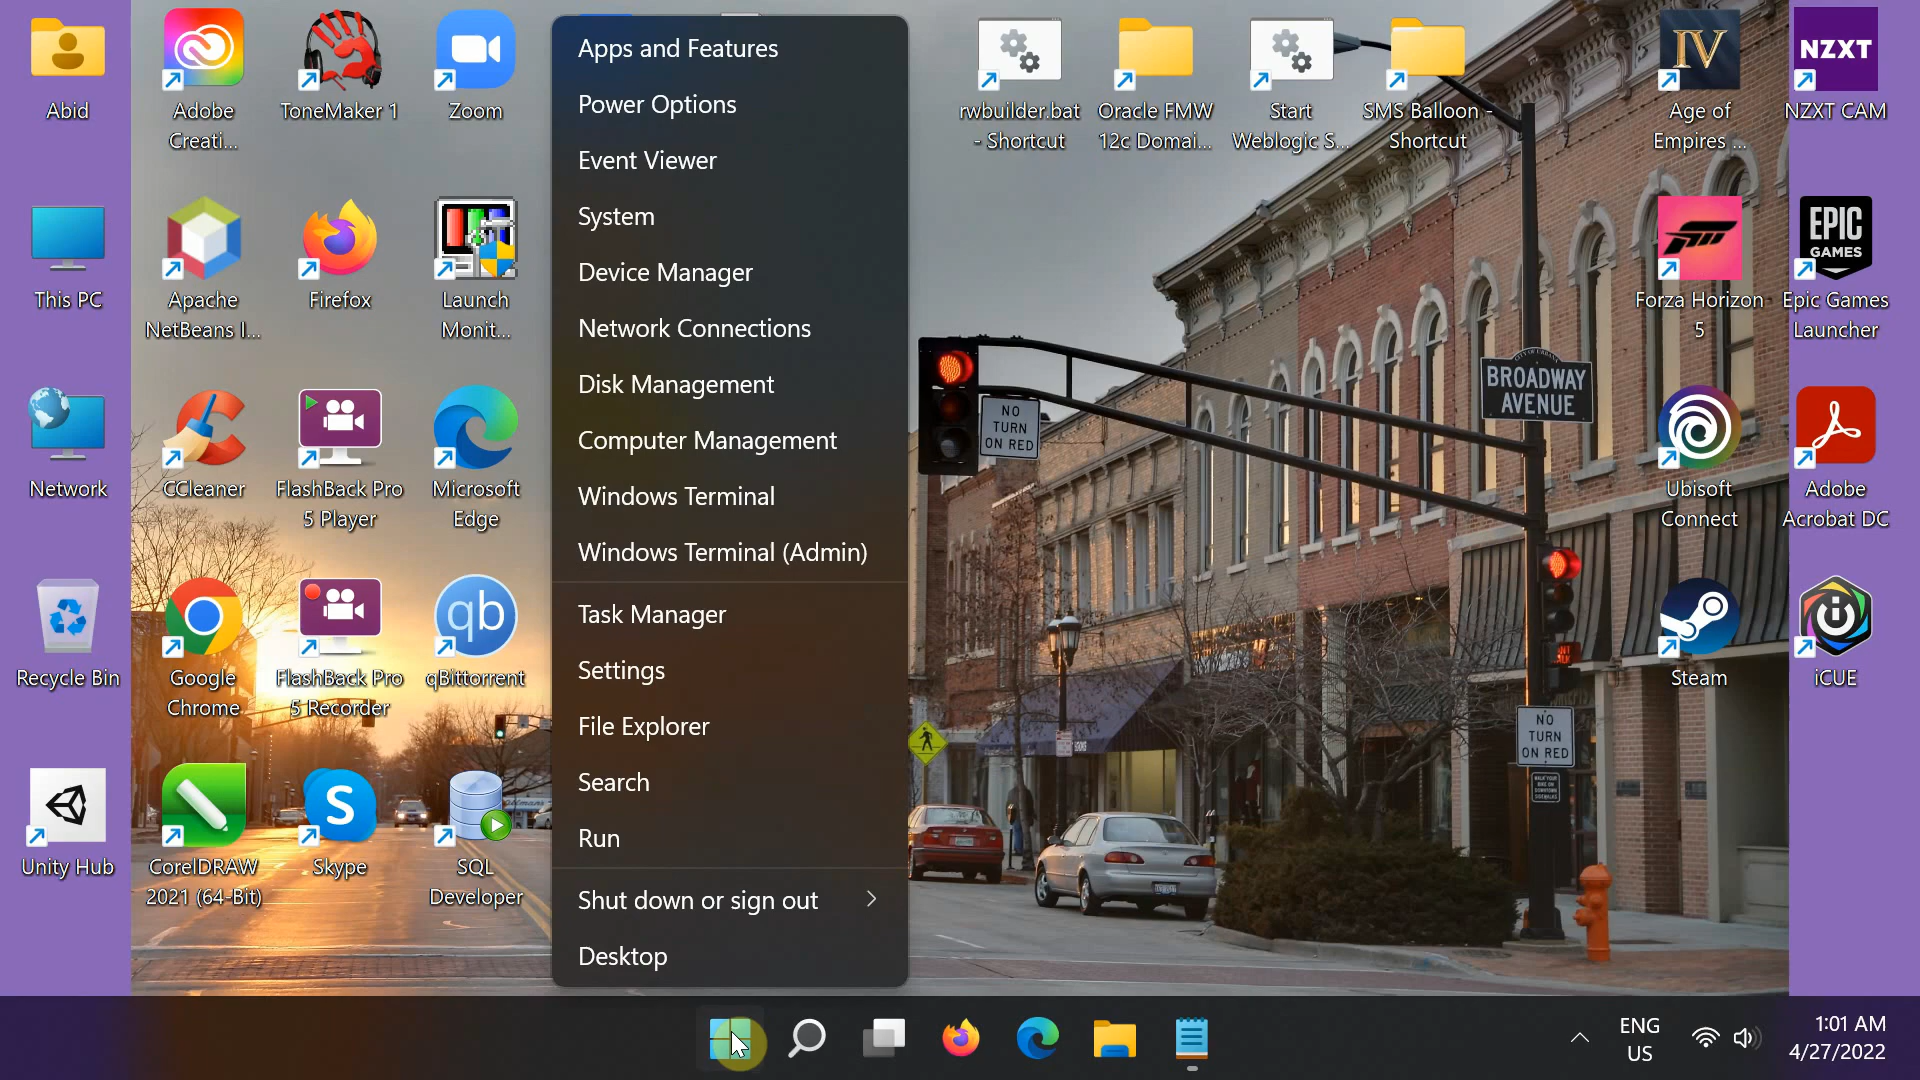 Abid
This PC
Network
Recycle Bin
Unity Hub
Adobe
Creati...
Apache
NetBeans I...
CCleaner
Google
Chrome
CorelDRAW
2021 (64-Bit)
ToneMaker 1
Firefox
FlashBack Pro
5 Player
FlashBack Pro
5 Recorder
S
Skype
Zoom
Launch
Monit...
Microsoft
Edge
qb
qBittorrent
SQL
Developer
Apps and Features
Power Options
Event Viewer
System
Device Manager
Network Connections
Disk Management
Computer Management
Windows Terminal
Windows Terminal (Admin)
Task Manager
Settings
File Explorer
Search
Run
Shut down or sign out
Desktop
rwbuilder.bat
- Shortcut
Oracle FMW
12c Domai...
Start
Weblogic S...
SMS Balloon -
Shortcut
IV
Age of
Empires ...
NZXT
NZXT CAM
Forza Horizon
5
EPIC
GAMES
Epic Games
Launcher
Ubisoft
Connect
Adobe
Acrobat DC
Steam
iCUE
NO
TURN
ON RED
CITY OF URBANA
BROADWAY
AVENUE
NO
TURN
ON RED
ENG
US
1:01 AM
4/27/2022